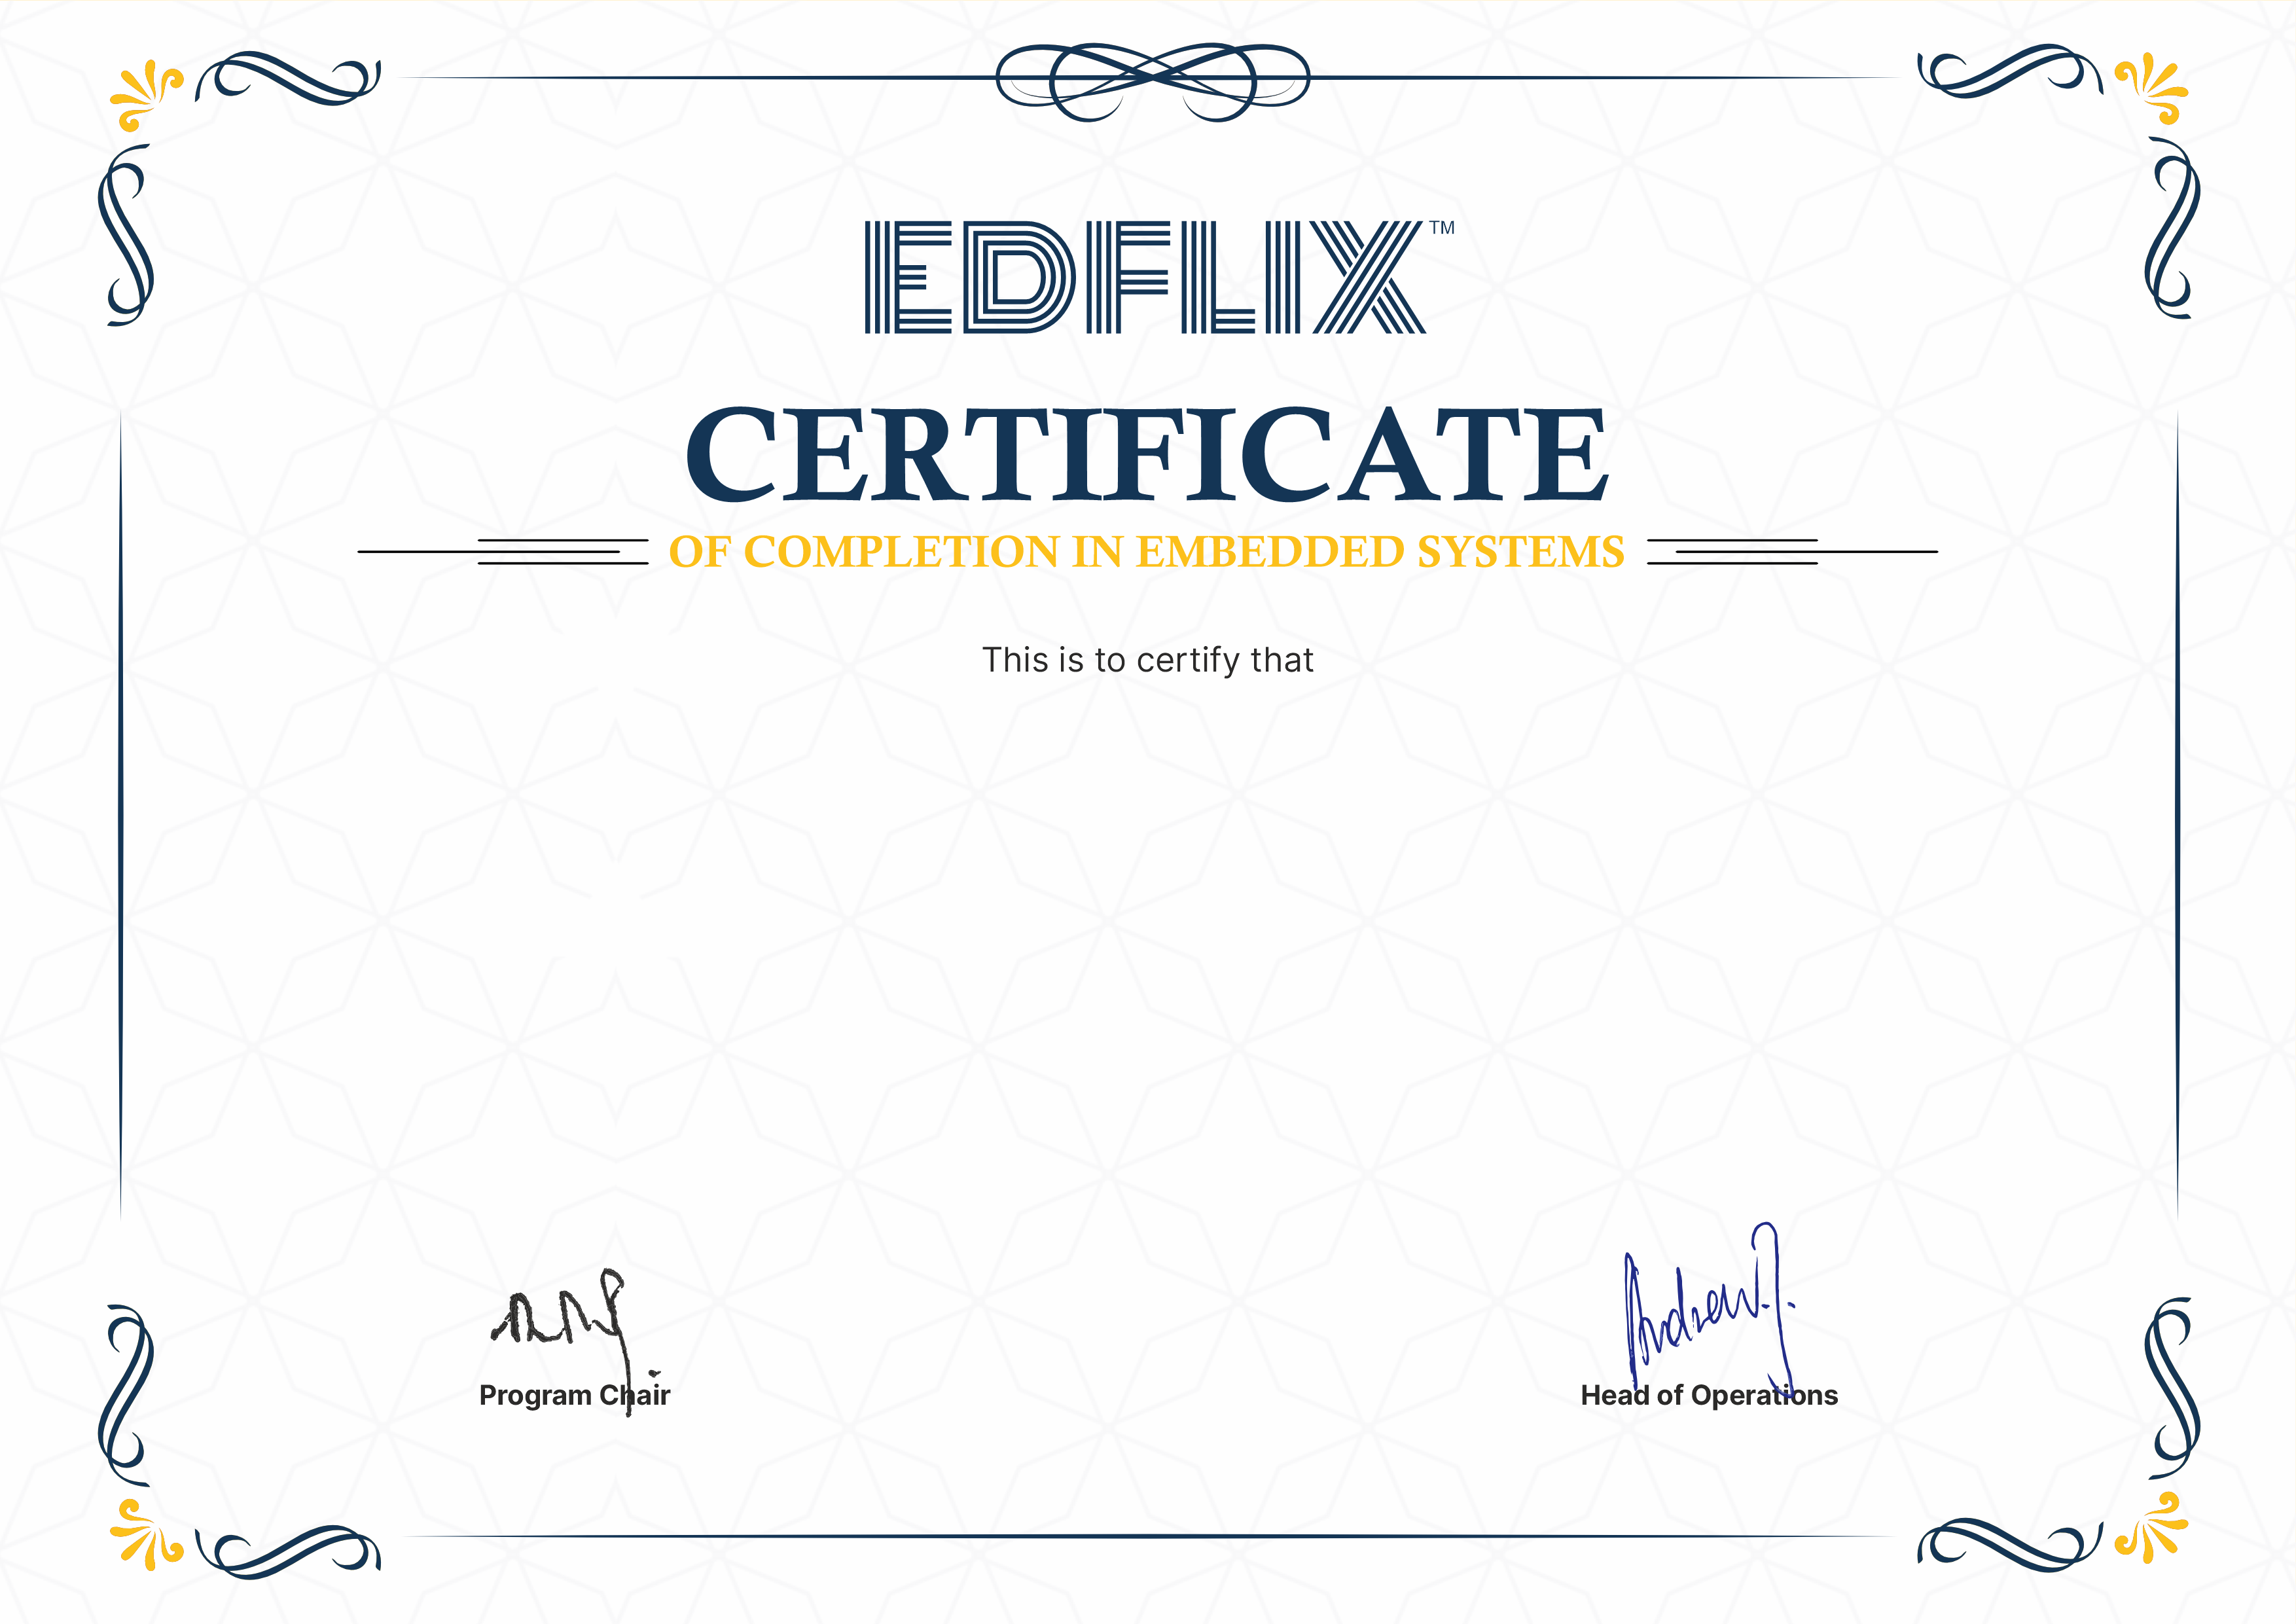 EDFLIX™
CERTIFICATE
OF COMPLETION IN EMBEDDED SYSTEMS
This is to certify that
Andrew.J.
Program Chair
Head of Operations